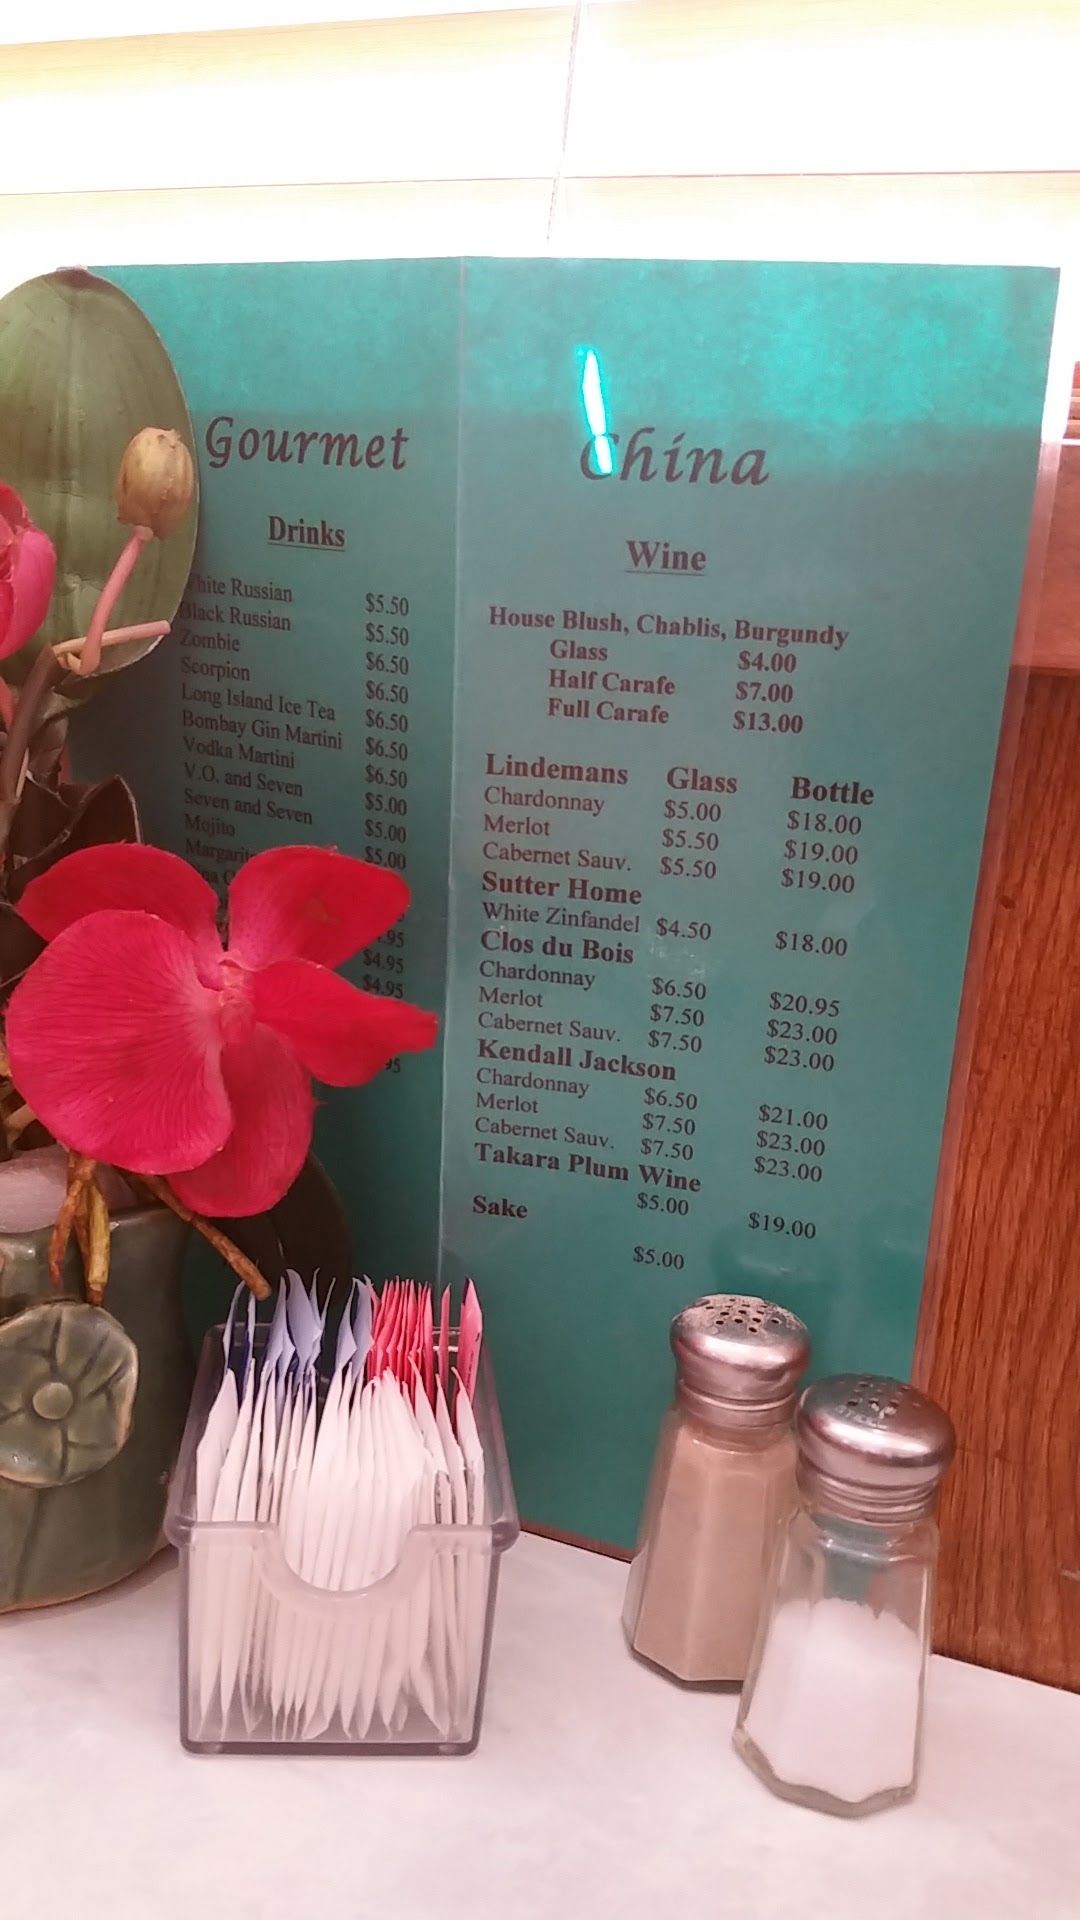 Gourmet
Drinks
White Russian $5.50
Black Russian $5.50
Zombie $6.50
Scorpion $6.50
Long Island Ice Tea $6.50
Bombay Gin Martini $6.50
Vodka Martini $6.50
V.O. and Seven $5.00
Seven and Seven $5.00
Mojito $5.00
Margarit
$4.95
$4.95
China
Wine
House Blush, Chablis, Burgundy
Glass $4.00
Half Carafe $7.00
Full Carafe $13.00
Lindemans Glass Bottle
Chardonnay $5.00 $18.00
Merlot $5.50 $19.00
Cabernet Sauv. $5.50 $19.00
Sutter Home
White Zinfandel $4.50 $18.00
Clos du Bois
Chardonnay $6.50 $20.95
Merlot $7.50 $23.00
Cabernet Sauv. $7.50 $23.00
Kendall Jackson
Chardonnay $6.50 $21.00
Merlot $7.50 $23.00
Cabernet Sauv. $7.50 $23.00
Takara Plum Wine
$5.00 $19.00
Sake
$5.00